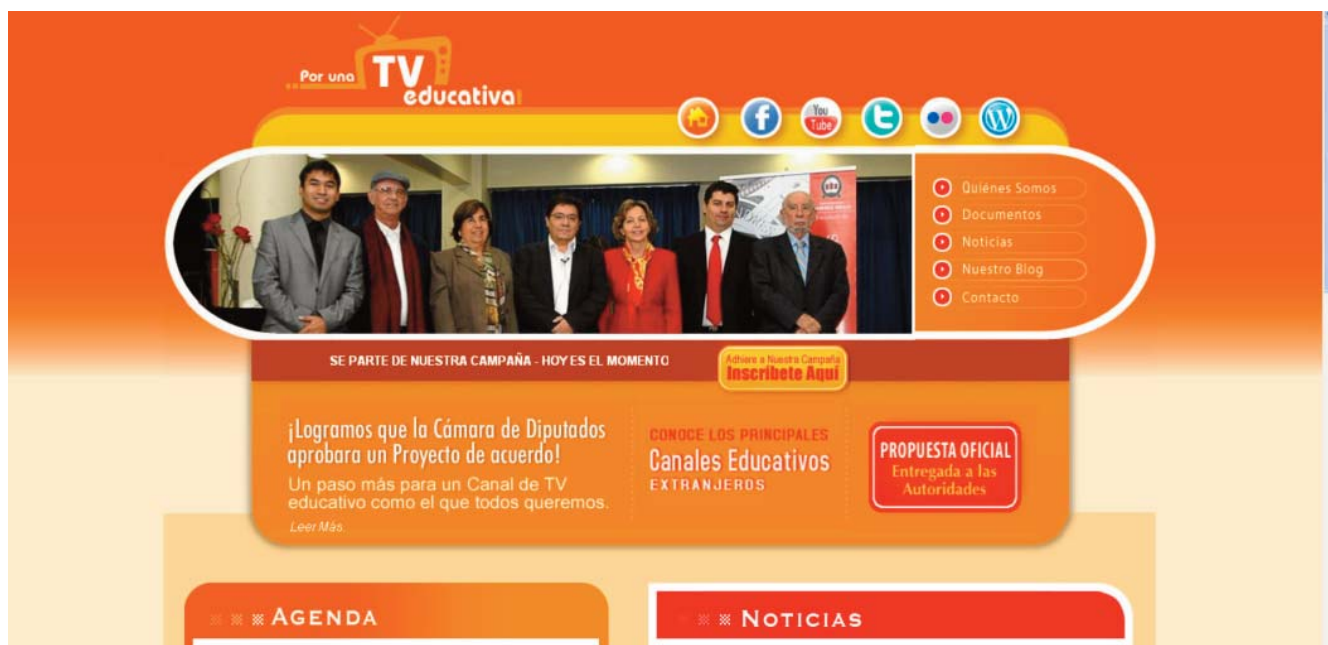 Por una TV
educativa!
You
Tube
Quiénes Somos
Documentos
Noticias
Nuestro Blog
Contacto
SE PARTE DE NUESTRA CAMPAÑA - HOY ES EL MOMENTO
Adhiere a Nuestra Campaña
Inscríbete Aquí
¡Logramos que la Cámara de Diputados
aprobara un Proyecto de acuerdo!
Un paso más para un Canal de TV
educativo como el que todos queremos.
Leer Más.
CONOCE LOS PRINCIPALES
Canales Educativos
EXTRANJEROS
PROPUESTA OFICIAL
Entregada a las
Autoridades
AGENDA
NOTICIAS